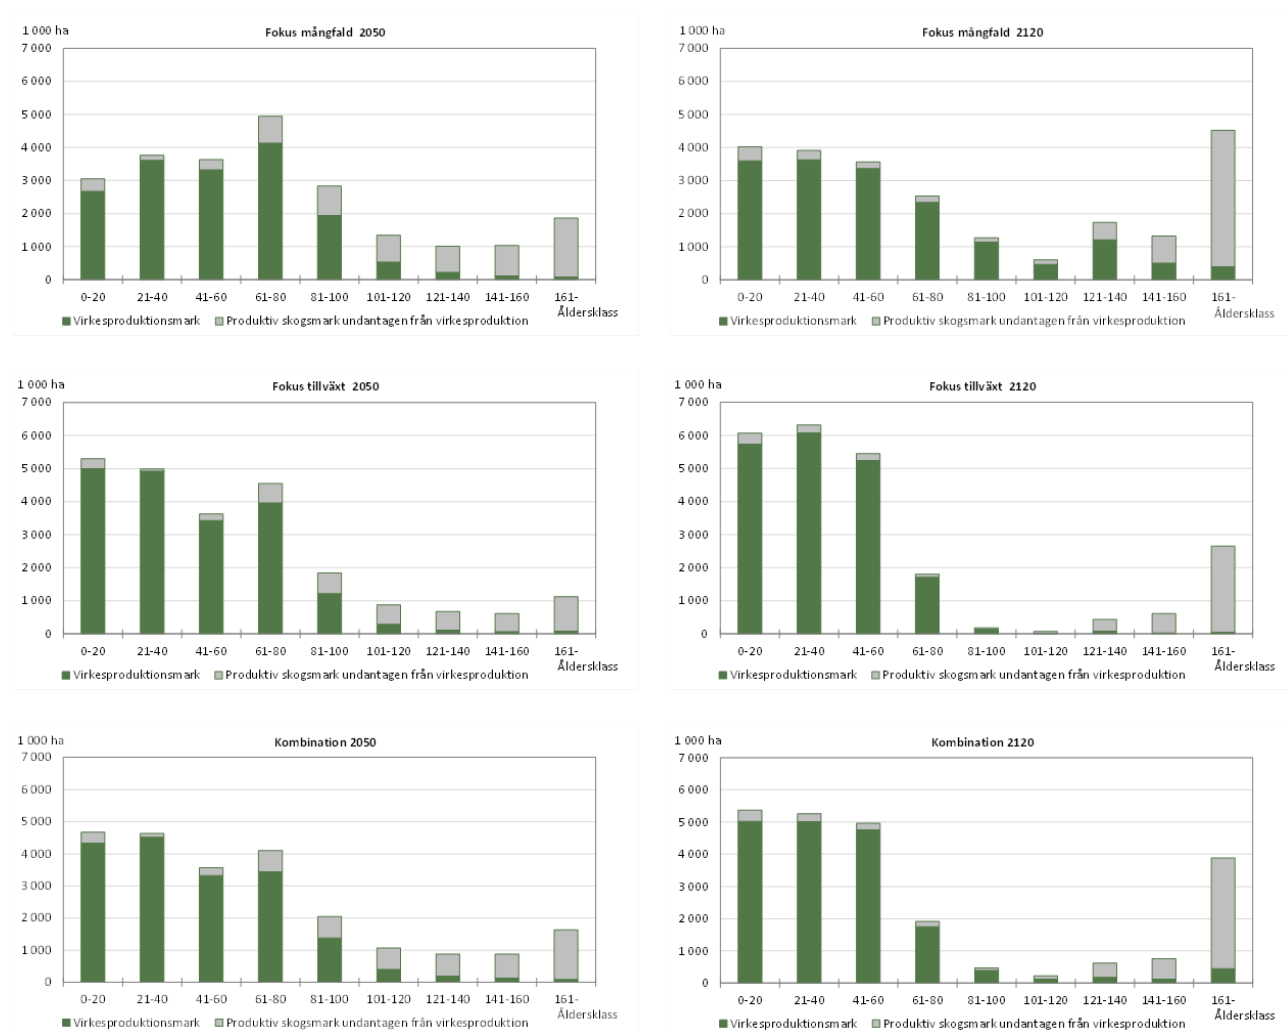 1 000 ha
Fokus mångfald 2050
7 000
6 000
5 000
4 000
3 000
2 000
1 000
0
0-20 21-40 41-60 61-80 81-100 101-120 121-140 141-160 161-
Åldersklass
Virkesproduktionsmark Produktiv skogsmark undantagen från virkesproduktion
1 000 ha
Fokus mångfald 2120
7 000
6 000
5 000
4 000
3 000
2 000
1 000
0
0-20 21-40 41-60 61-80 81-100 101-120 121-140 141-160 161-
Åldersklass
Virkesproduktionsmark Produktiv skogsmark undantagen från virkesproduktion
1 000 ha
Fokus tillväxt 2050
7 000
6 000
5 000
4 000
3 000
2 000
1 000
0
0-20 21-40 41-60 61-80 81-100 101-120 121-140 141-160 161-
Åldersklass
Virkesproduktionsmark Produktiv skogsmark undantagen från virkesproduktion
1 000 ha
Fokus tillväxt 2120
7 000
6 000
5 000
4 000
3 000
2 000
1 000
0
0-20 21-40 41-60 61-80 81-100 101-120 121-140 141-160 161-
Åldersklass
Virkesproduktionsmark Produktiv skogsmark undantagen från virkesproduktion
1 000 ha
Kombination 2050
7 000
6 000
5 000
4 000
3 000
2 000
1 000
0
0-20 21-40 41-60 61-80 81-100 101-120 121-140 141-160 161-
Åldersklass
Virkesproduktionsmark Produktiv skogsmark undantagen från virkesproduktion
1 000 ha
Kombination 2120
7 000
6 000
5 000
4 000
3 000
2 000
1 000
0
0-20 21-40 41-60 61-80 81-100 101-120 121-140 141-160 161-
Åldersklass
Virkesproduktionsmark Produktiv skogsmark undantagen från virkesproduktion